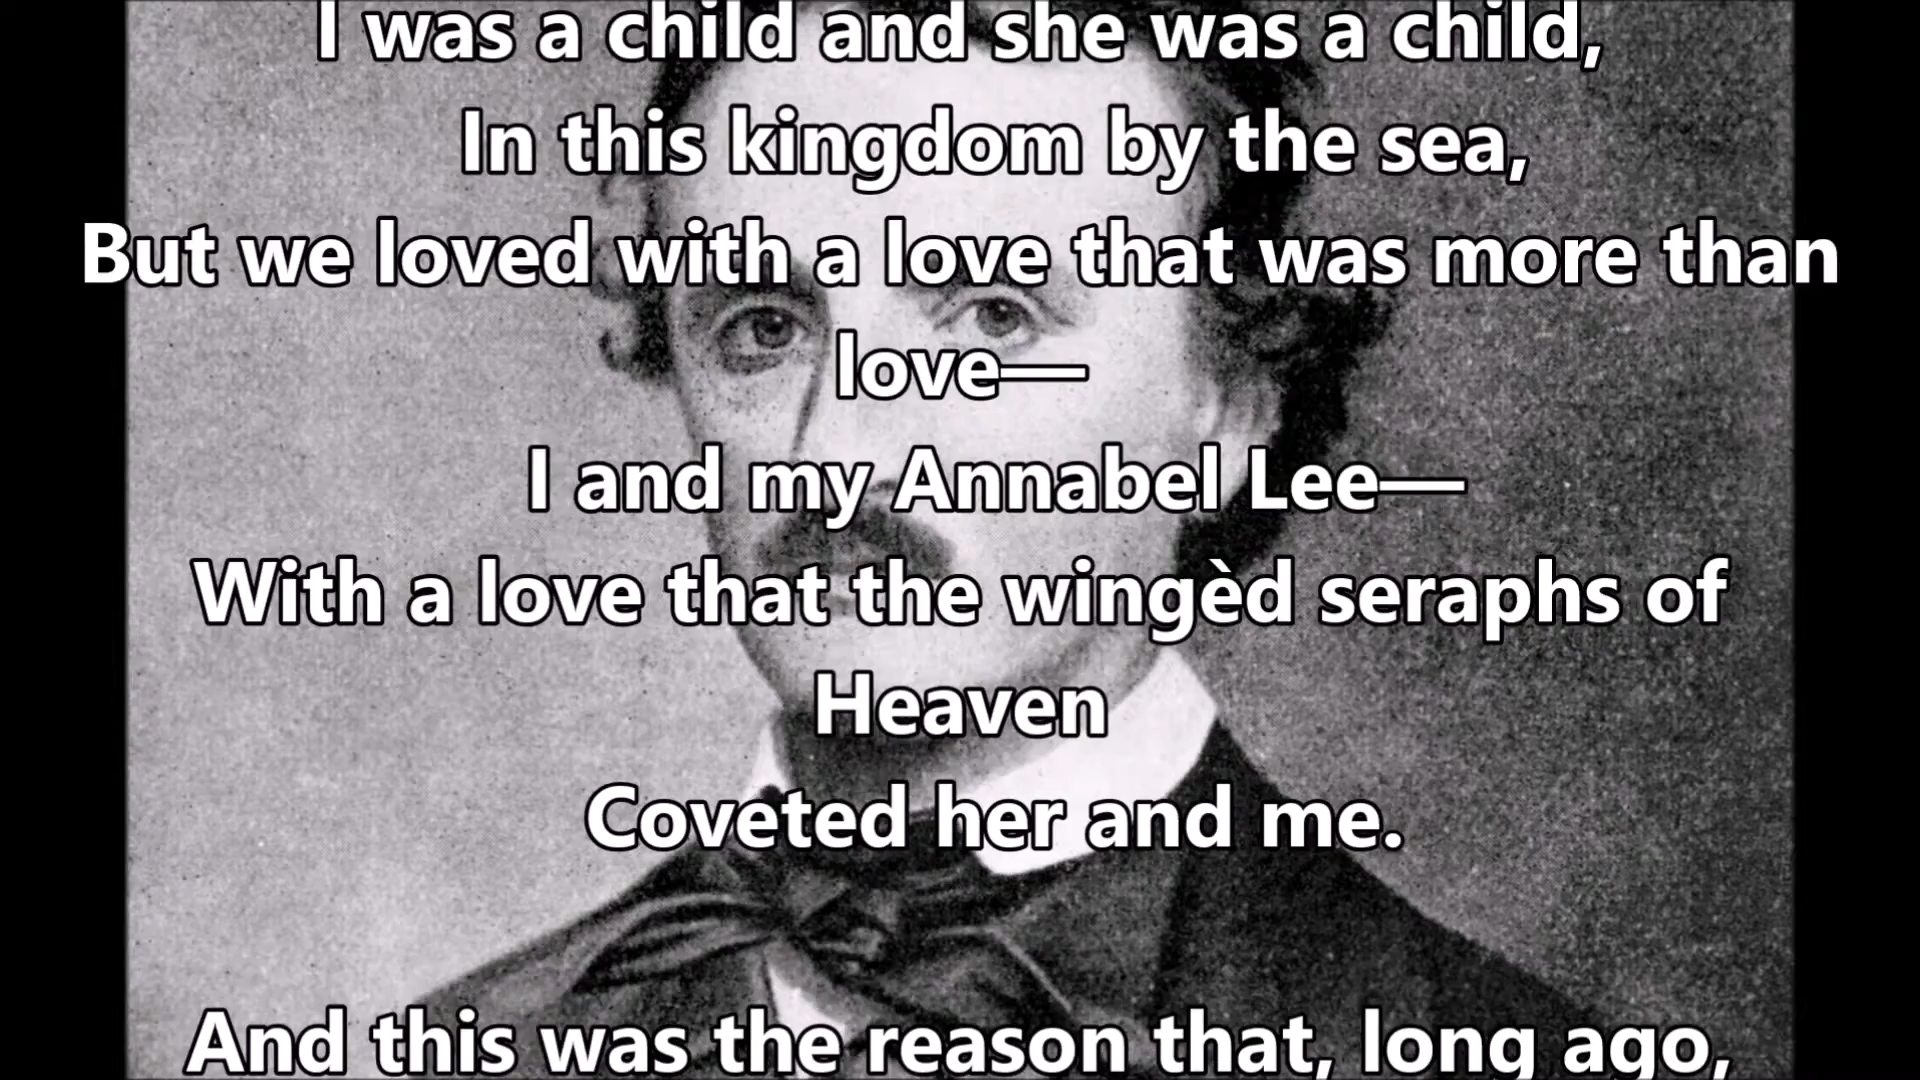 I was a child and she was a child,
In this kingdom by the sea,
But we loved with a love that was more than
love—
I and my Annabel Lee—
With a love that the wingèd seraphs of
Heaven
Coveted her and me.
And this was the reason that, long ago,